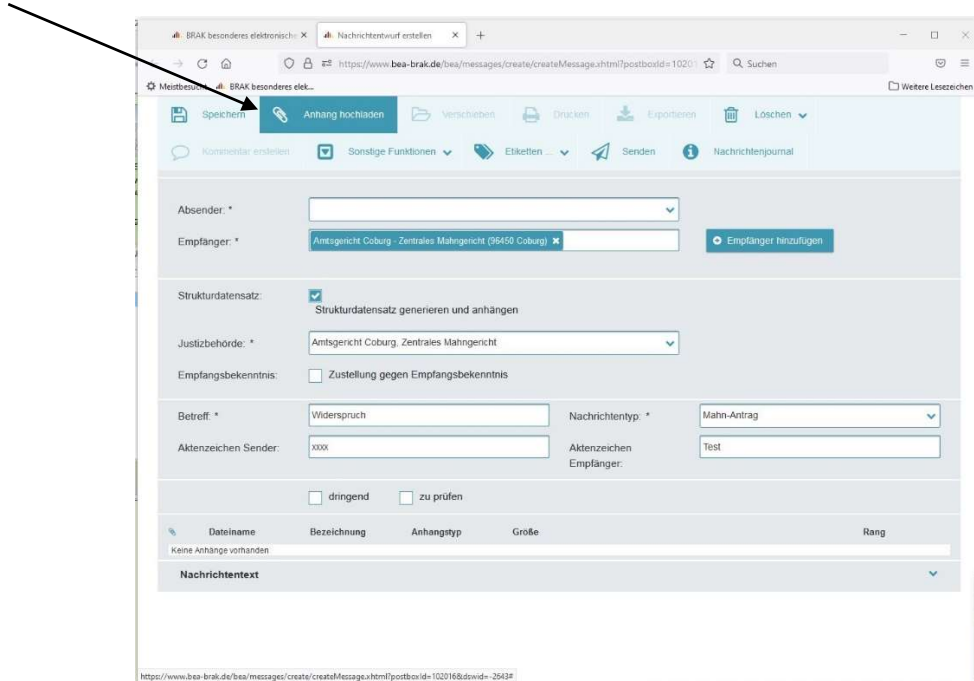 BRAK besonderes elektronische × Nachrichtentwurf erstellen × +
https://www.bea-brak.de/bea/messages/create/createMessage.xhtml?postboxId=1020 Suchen
Meistbesucht BRAK besonderes elek... Weitere Lesezeichen
Speichern Anhang hochladen Verschieben Drucken Exportieren Löschen
Kommentar erstellen Sonstige Funktionen Etiketten ... Senden Nachrichtenjournal
Absender: *
Empfänger: * Amtsgericht Coburg - Zentrales Mahngericht (96450 Coburg) × Empfänger hinzufügen
Strukturdatensatz:
Strukturdatensatz generieren und anhängen
Justizbehörde: * Amtsgericht Coburg, Zentrales Mahngericht
Empfangsbekenntnis: Zustellung gegen Empfangsbekenntnis
Betreff: * Widerspruch Nachrichtentyp: * Mahn-Antrag
Aktenzeichen Sender: xxxx Aktenzeichen Empfänger: Test
dringend zu prüfen
Dateiname Bezeichnung Anhangstyp Größe Rang
Keine Anhänge vorhanden
Nachrichtentext
https://www.bea-brak.de/bea/messages/create/createMessage.xhtml?postboxId=102016&dswid=-2643#